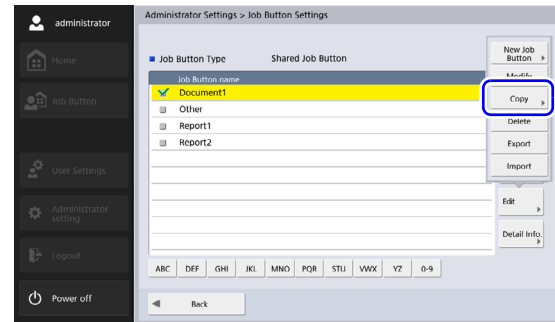 administrator
Home
Job Button
User Settings
Administrator
setting
Logout
Power off
Administrator Settings > Job Button Settings
Job Button Type Shared Job Button
Job Button name
Document1
Other
Report1
Report2
New Job
Button
Modify
Copy
Delete
Export
Import
Edit
Detail Info.
ABC DEF GHI JKL MNO PQR STU VWX YZ 0-9
Back